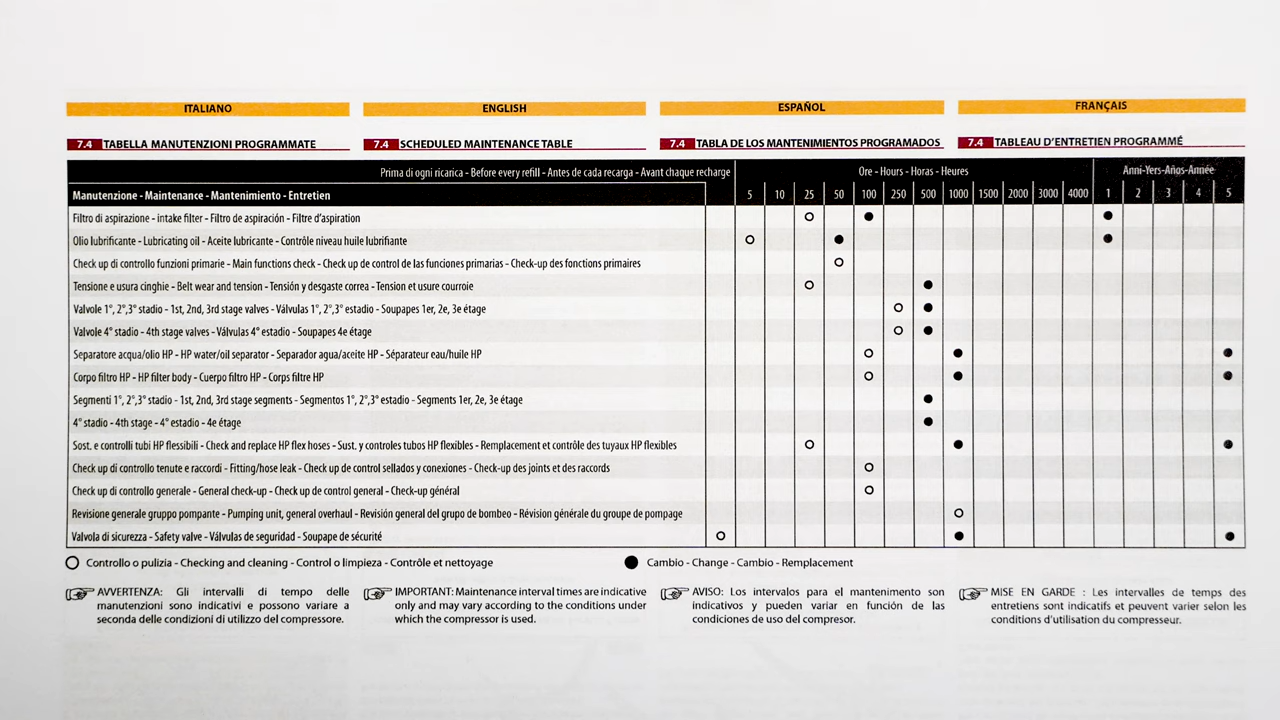 ITALIANO ENGLISH ESPAÑOL FRANÇAIS
7.4 TABELLA MANUTENZIONI PROGRAMMATE 7.4 SCHEDULED MAINTENANCE TABLE 7.4 TABLA DE LOS MANTENIMIENTOS PROGRAMADOS 7.4 TABLEAU D'ENTRETIEN PROGRAMMÉ
Prima di ogni ricarica - Before every refill - Antes de cada recarga - Avant chaque recharge Ore - Hours - Horas - Heures Anni-Yers-Años-Année
Manutenzione - Maintenance - Mantenimiento - Entretien 5 10 25 50 100 250 500 1000 1500 2000 3000 4000 1 2 3 4 5
Filtro di aspirazione - intake filter - Filtro de aspiración - Filtre d'aspiration
Olio lubrificante - Lubricating oil - Aceite lubricante - Contrôle niveau huile lubrifiante
Check up di controllo funzioni primarie - Main functions check - Check up de control de las funciones primarias - Check-up des fonctions primaires
Tensione e usura cinghie - Belt wear and tension - Tensión y desgaste correa - Tension et usure courroie
Valvole 1°, 2°,3° stadio - 1st, 2nd, 3rd stage valves - Válvulas 1°, 2°,3° estadio - Soupapes 1er, 2e, 3e étage
Valvole 4° stadio - 4th stage valves - Válvulas 4° estadio - Soupapes 4e étage
Separatore acqua/olio HP - HP water/oil separator - Separador agua/aceite HP - Séparateur eau/huile HP
Corpo filtro HP - HP filter body - Cuerpo filtro HP - Corps filtre HP
Segmenti 1°, 2°,3° stadio - 1st, 2nd, 3rd stage segments - Segmentos 1°, 2°,3° estadio - Segments 1er, 2e, 3e étage
4° stadio - 4th stage - 4° estadio - 4e étage
Sost. e controlli tubi HP flessibili - Check and replace HP flex hoses - Sust. y controles tubos HP flexibles - Remplacement et contrôle des tuyaux HP flexibles
Check up di controllo tenute e raccordi - Fitting/hose leak - Check up de control sellados y conexiones - Check-up des joints et des raccords
Check up di controllo generale - General check-up - Check up de control general - Check-up général
Revisione generale gruppo pompante - Pumping unit, general overhaul - Revisión general del grupo de bombeo - Révision générale du groupe de pompage
Valvola di sicurezza - Safety valve - Válvulas de seguridad - Soupape de sécurité
Controllo o pulizia - Checking and cleaning - Control o limpieza - Contrôle et nettoyage Cambio - Change - Cambio - Remplacement
AVVERTENZA: Gli intervalli di tempo delle
manutenzioni sono indicativi e possono variare a
seconda delle condizioni di utilizzo del compressore.
IMPORTANT: Maintenance interval times are indicative
only and may vary according to the conditions under
which the compressor is used.
AVISO: Los intervalos para el mantenimiento son
indicativos y pueden variar en función de las
condiciones de uso del compresor.
MISE EN GARDE : Les intervalles de temps des
entretiens sont indicatifs et peuvent varier selon les
conditions d'utilisation du compresseur.